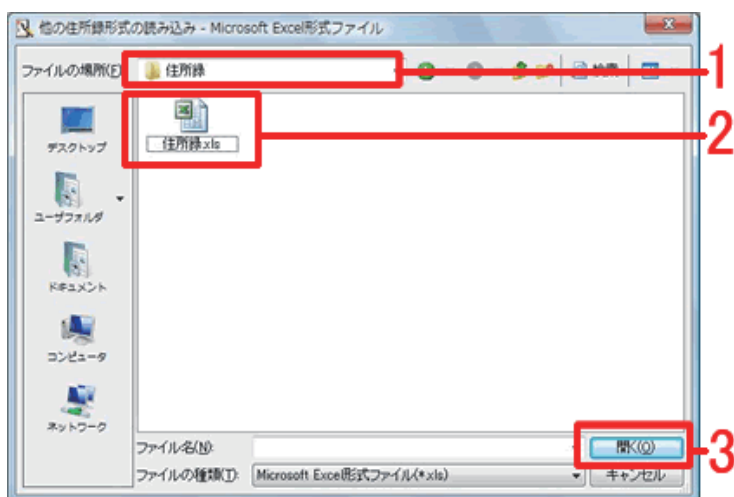 他の住所録形式の読み込み - Microsoft Excel形式ファイル
ファイルの場所(F)
住所録
1
住所録.xls
2
デスクトップ
ユーザフォルダ
ドキュメント
コンピュータ
ネットワーク
ファイル名(N):
開く(O)
3
ファイルの種類(T):
Microsoft Excel形式ファイル(*.xls)
キャンセル